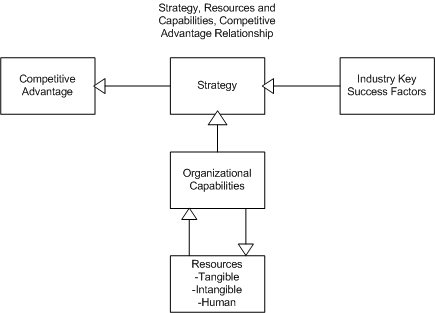 Strategy, Resources and
Capabilities, Competitive
Advantage Relationship
Competitive
Advantage
Strategy
Industry Key
Success Factors
Organizational
Capabilities
Resources
-Tangible
-Intangible
-Human